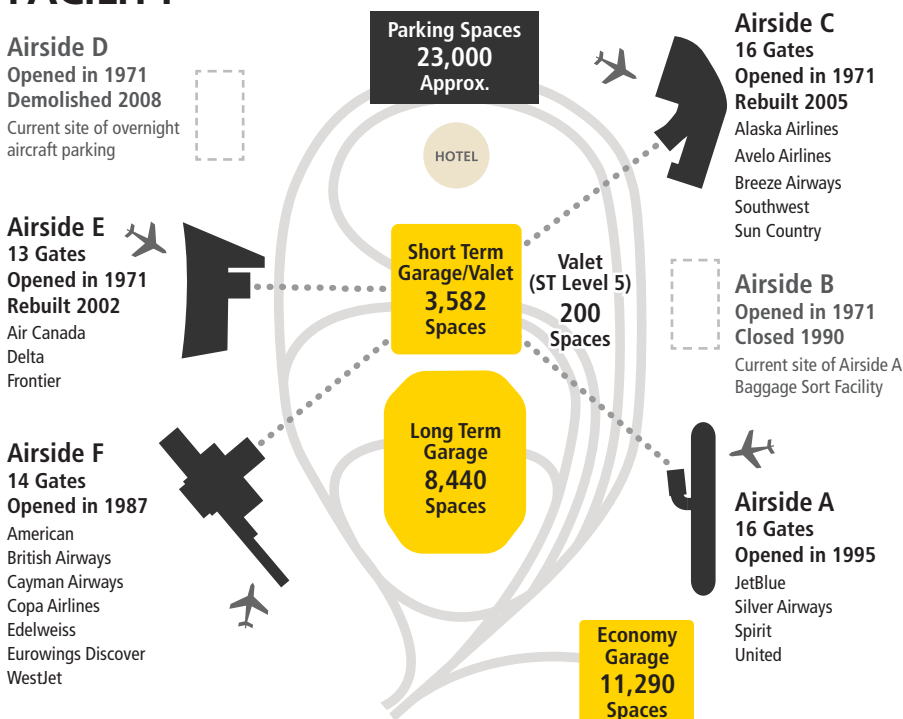 FACILITY
Airside D
Opened in 1971
Demolished 2008
Current site of overnight
aircraft parking
Parking Spaces
23,000
Approx.
HOTEL
Airside C
16 Gates
Opened in 1971
Rebuilt 2005
Alaska Airlines
Avelo Airlines
Breeze Airways
Southwest
Sun Country
Airside E
13 Gates
Opened in 1971
Rebuilt 2002
Air Canada
Delta
Frontier
Short Term
Garage/Valet
3,582
Spaces
Valet
(ST Level 5)
200
Spaces
Airside B
Opened in 1971
Closed 1990
Current site of Airside A
Baggage Sort Facility
Airside F
14 Gates
Opened in 1987
American
British Airways
Cayman Airways
Copa Airlines
Edelweiss
Eurowings Discover
WestJet
Long Term
Garage
8,440
Spaces
Airside A
16 Gates
Opened in 1995
JetBlue
Silver Airways
Spirit
United
Economy
Garage
11,290
Spaces